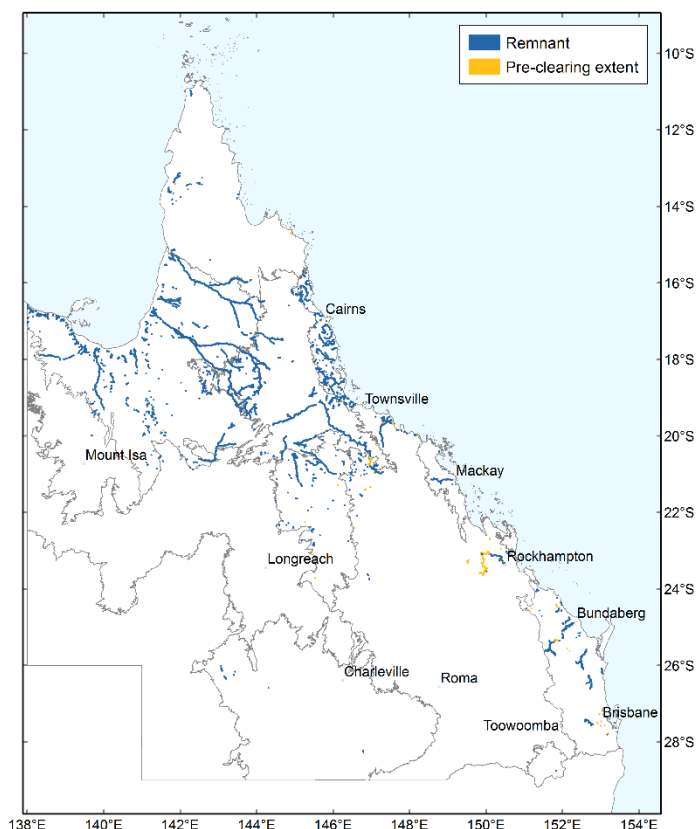 Remnant
Pre-clearing extent
10°S
12°S
14°S
16°S
Cairns
18°S
Townsville
20°S
Mount Isa
Mackay
22°S
Longreach
Rockhampton
24°S
Bundaberg
26°S
Charleville
Roma
Brisbane
Toowoomba
28°S
138°E 140°E 142°E 144°E 146°E 148°E 150°E 152°E 154°E